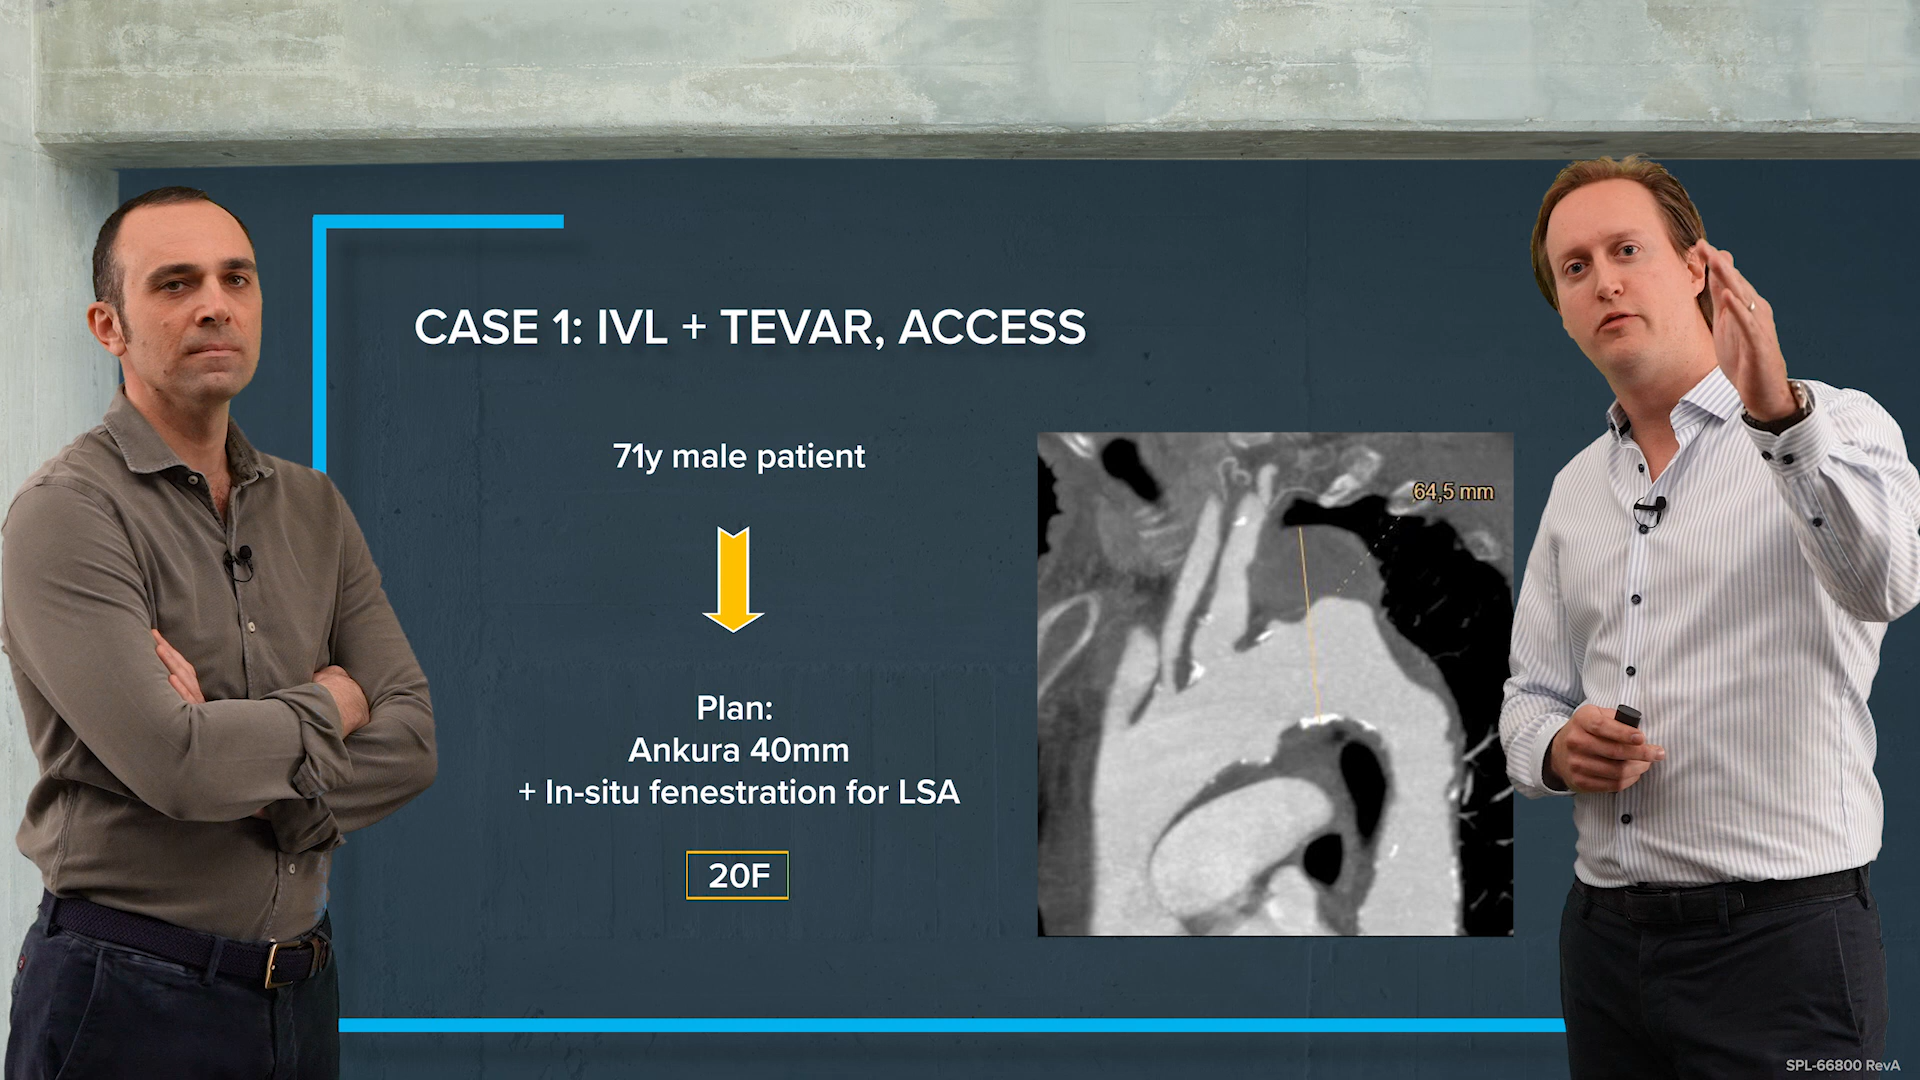 CASE 1: IVL + TEVAR, ACCESS
71y male patient
64,5 mm
Plan:
Ankura 40mm
+ In-situ fenestration for LSA
20F
SPL-66800 RevA